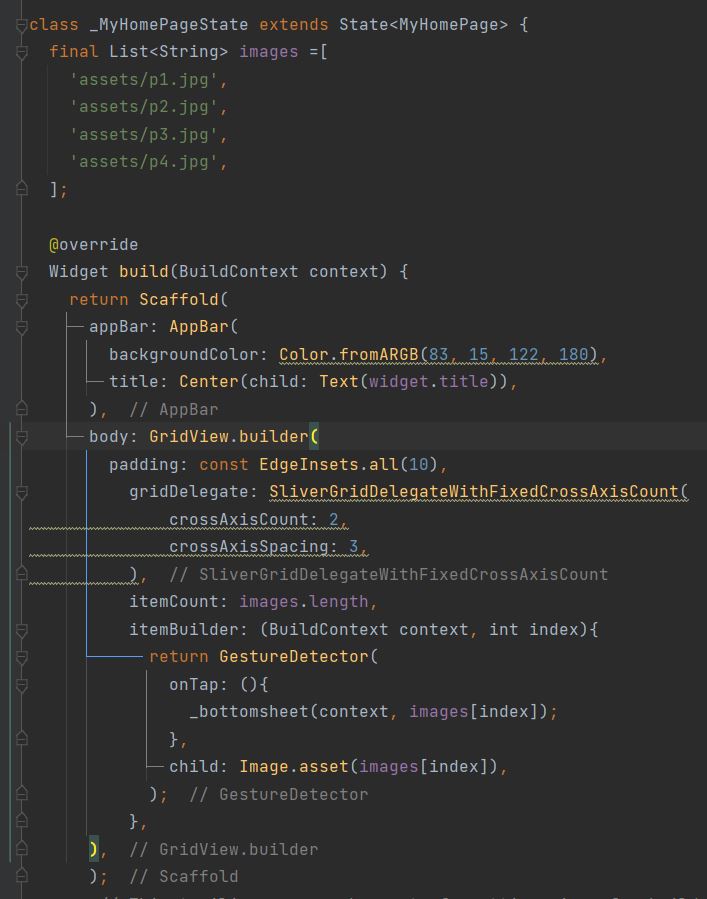 class _MyHomePageState extends State<MyHomePage> {
  final List<String> images =[
    'assets/p1.jpg',
    'assets/p2.jpg',
    'assets/p3.jpg',
    'assets/p4.jpg',
  ];

  @override
  Widget build(BuildContext context) {
    return Scaffold(
      appBar: AppBar(
        backgroundColor: Color.fromARGB(83, 15, 122, 180),
        title: Center(child: Text(widget.title)),
      ),  // AppBar
      body: GridView.builder(
        padding: const EdgeInsets.all(10),
          gridDelegate: SliverGridDelegateWithFixedCrossAxisCount(
              crossAxisCount: 2,
              crossAxisSpacing: 3,
          ),  // SliverGridDelegateWithFixedCrossAxisCount
          itemCount: images.length,
          itemBuilder: (BuildContext context, int index){
            return GestureDetector(
              onTap: (){
                _bottomsheet(context, images[index]);
              },
              child: Image.asset(images[index]),
            );  // GestureDetector
          },
      ),  // GridView.builder
      );  // Scaffold